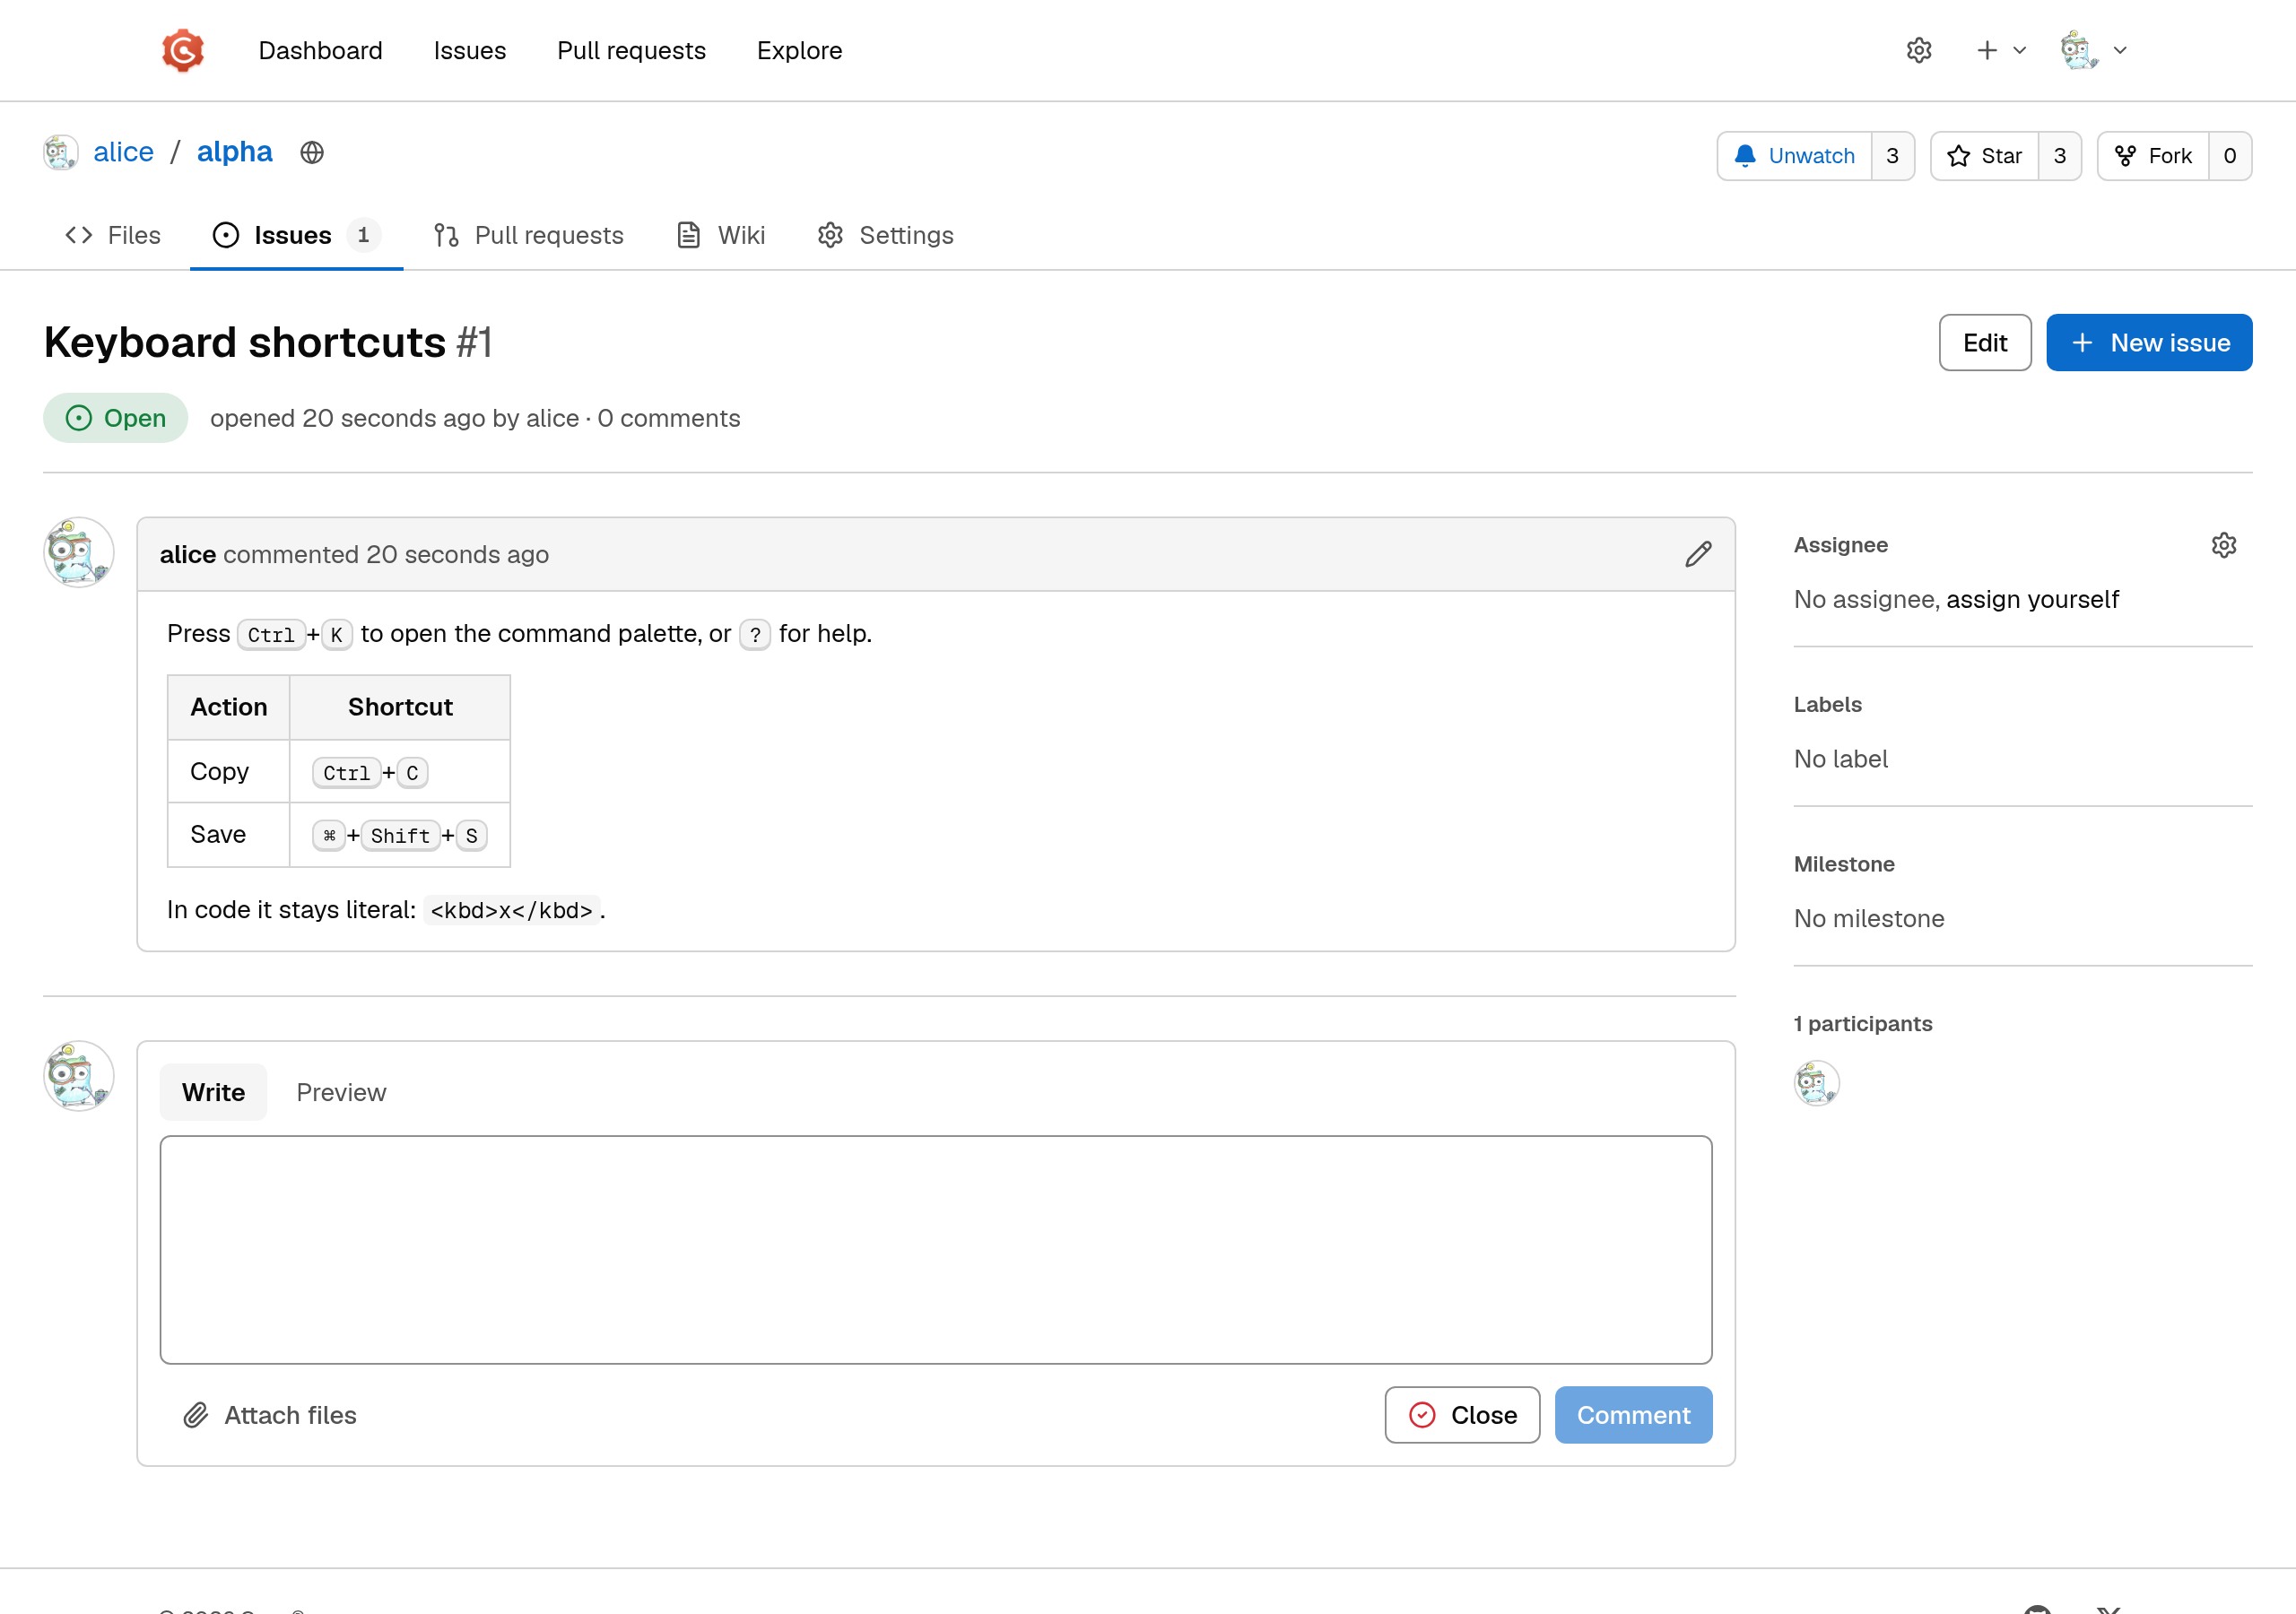 Dashboard Issues Pull requests Explore
alice / alpha
Unwatch 3 Star 3 Fork 0
Files Issues 1 Pull requests Wiki Settings
Keyboard shortcuts #1
Edit + New issue
Open opened 20 seconds ago by alice · 0 comments
alice commented 20 seconds ago
Press Ctrl+K to open the command palette, or ? for help.
Action Shortcut
Copy Ctrl+C
Save ⌘+Shift+S
In code it stays literal: <kbd>x</kbd>.
Assignee
No assignee, assign yourself
Labels
No label
Milestone
No milestone
1 participants
Write Preview
Attach files Close Comment